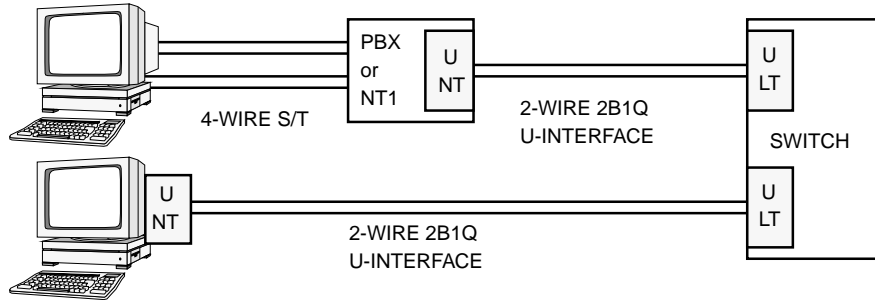 PBX
or
NT1
U
NT
U
LT
4-WIRE S/T
2-WIRE 2B1Q
U-INTERFACE
SWITCH
U
NT
U
LT
2-WIRE 2B1Q
U-INTERFACE